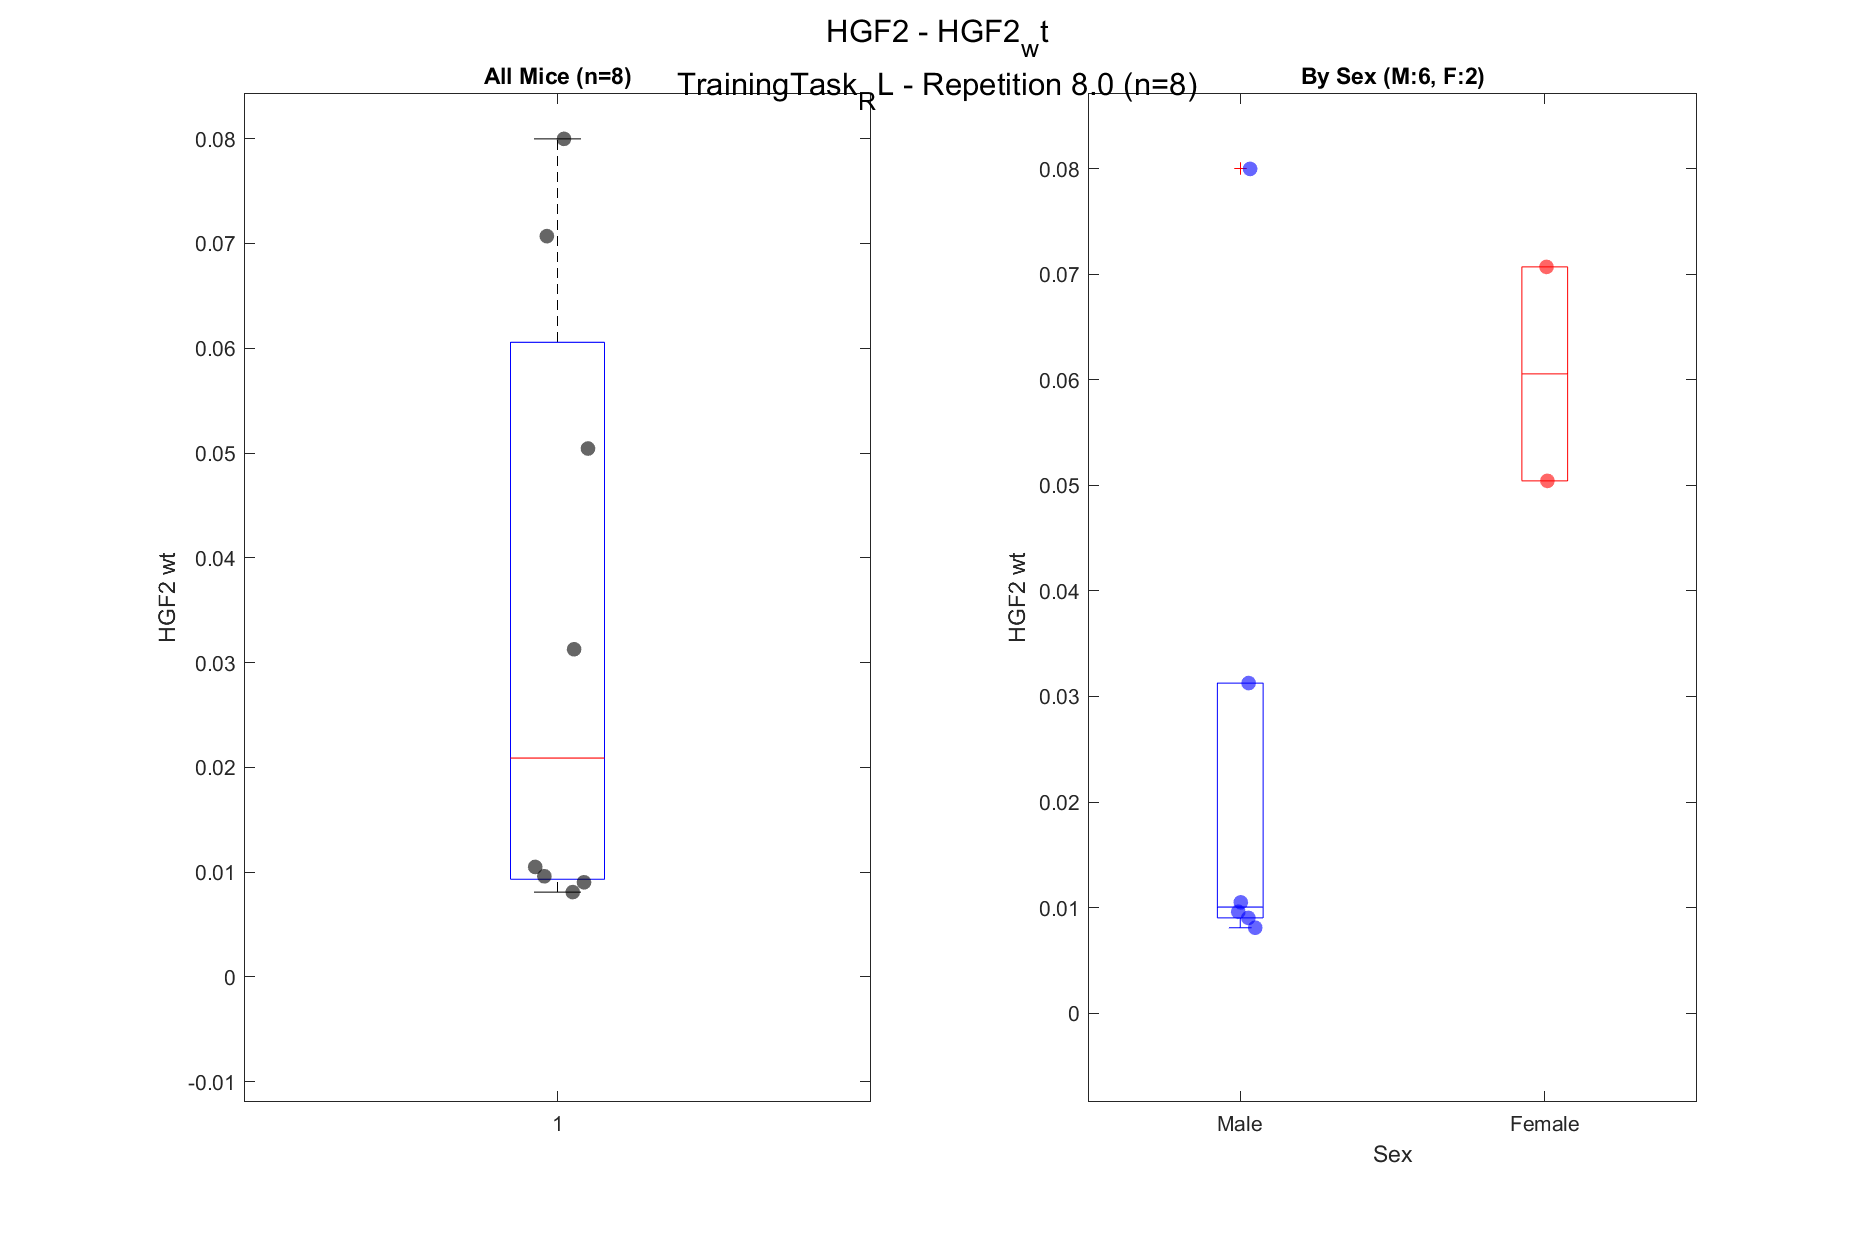 HGF2 - HGF2wt
TrainingTaskRL - Repetition 8.0 (n=8)
All Mice (n=8)
0.08
0.07
0.06
0.05
0.04
0.03
0.02
0.01
0
-0.01
HGF2 wt
1
By Sex (M:6, F:2)
0.08
0.07
0.06
0.05
0.04
0.03
0.02
0.01
0
HGF2 wt
Male Female
Sex